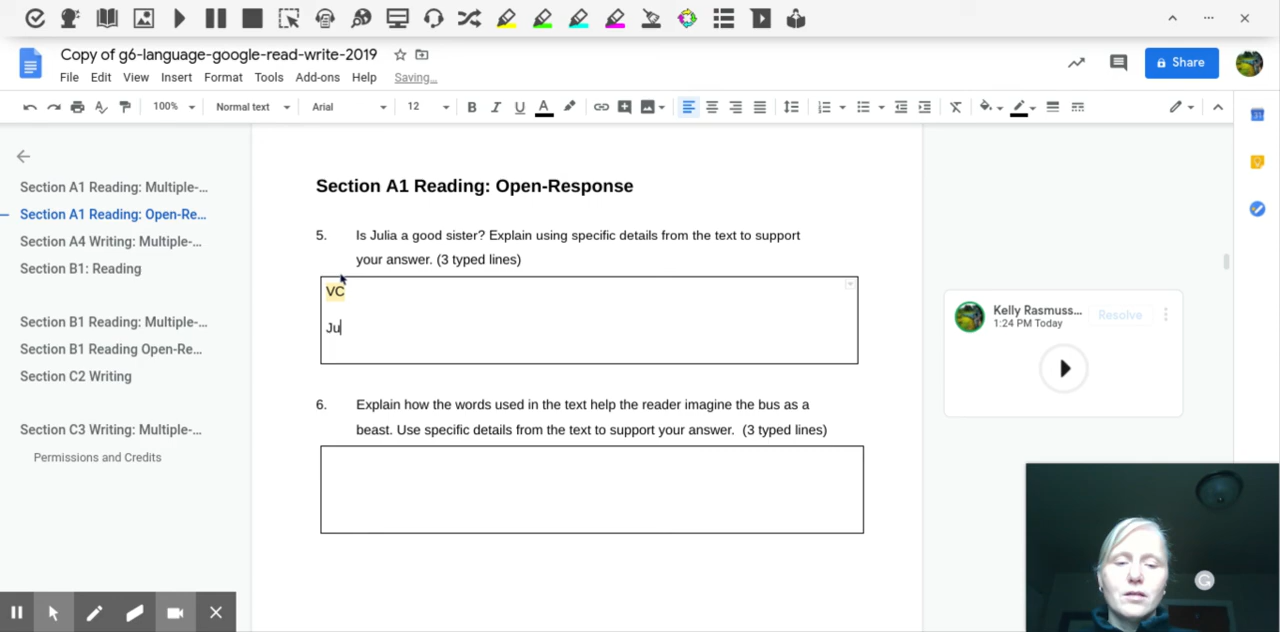 Copy of g6-language-google-read-write-2019
File Edit View Insert Format Tools Add-ons Help Saving...
Share
100% Normal text Arial 12 B I U A
31
Section A1 Reading: Multiple-...
Section A1 Reading: Open-Re...
Section A4 Writing: Multiple-...
Section B1: Reading
Section B1 Reading: Multiple-...
Section B1 Reading Open-Re...
Section C2 Writing
Section C3 Writing: Multiple-...
Permissions and Credits
Section A1 Reading: Open-Response
5. Is Julia a good sister? Explain using specific details from the text to support
your answer. (3 typed lines)
VC
Ju
6. Explain how the words used in the text help the reader imagine the bus as a
beast. Use specific details from the text to support your answer. (3 typed lines)
Kelly Rasmuss...
1:24 PM Today
Resolve